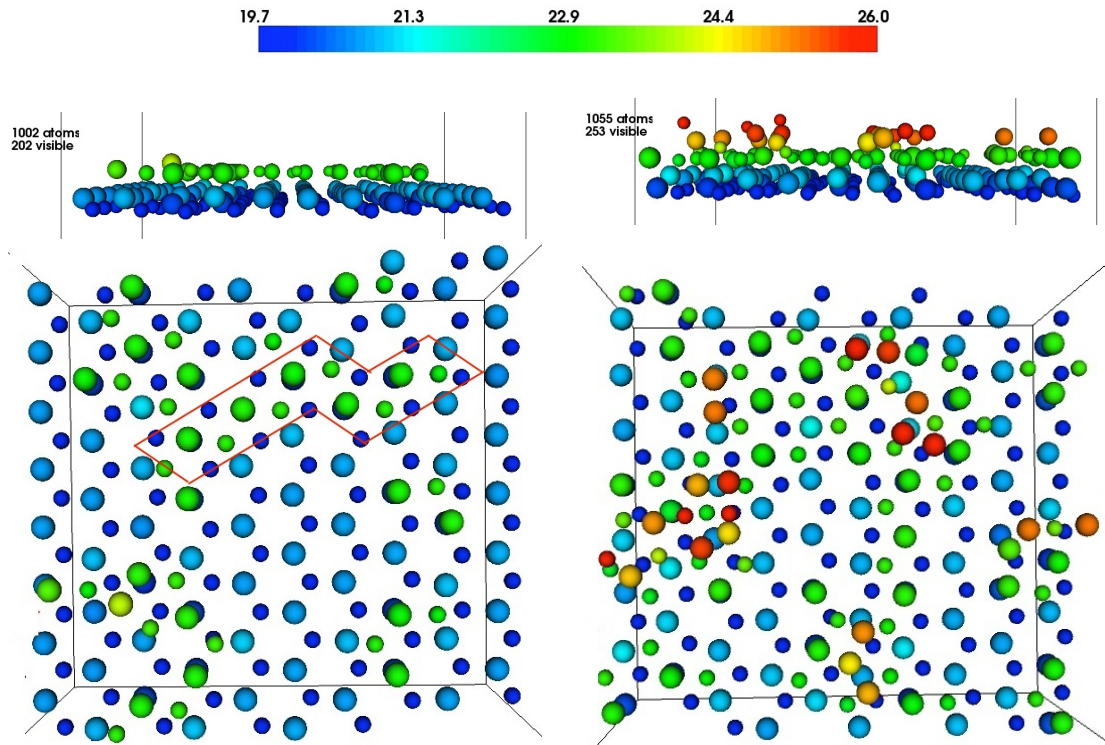 19.7 21.3 22.9 24.4 26.0
1002 atoms
202 visible
1055 atoms
253 visible